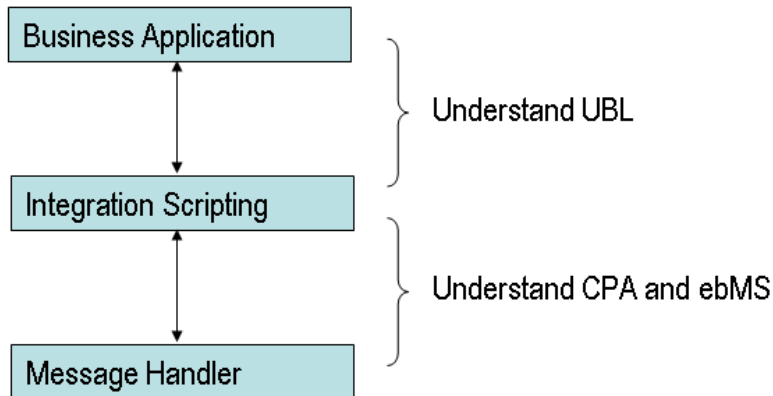 Business Application
Understand UBL
Integration Scripting
Understand CPA and ebMS
Message Handler